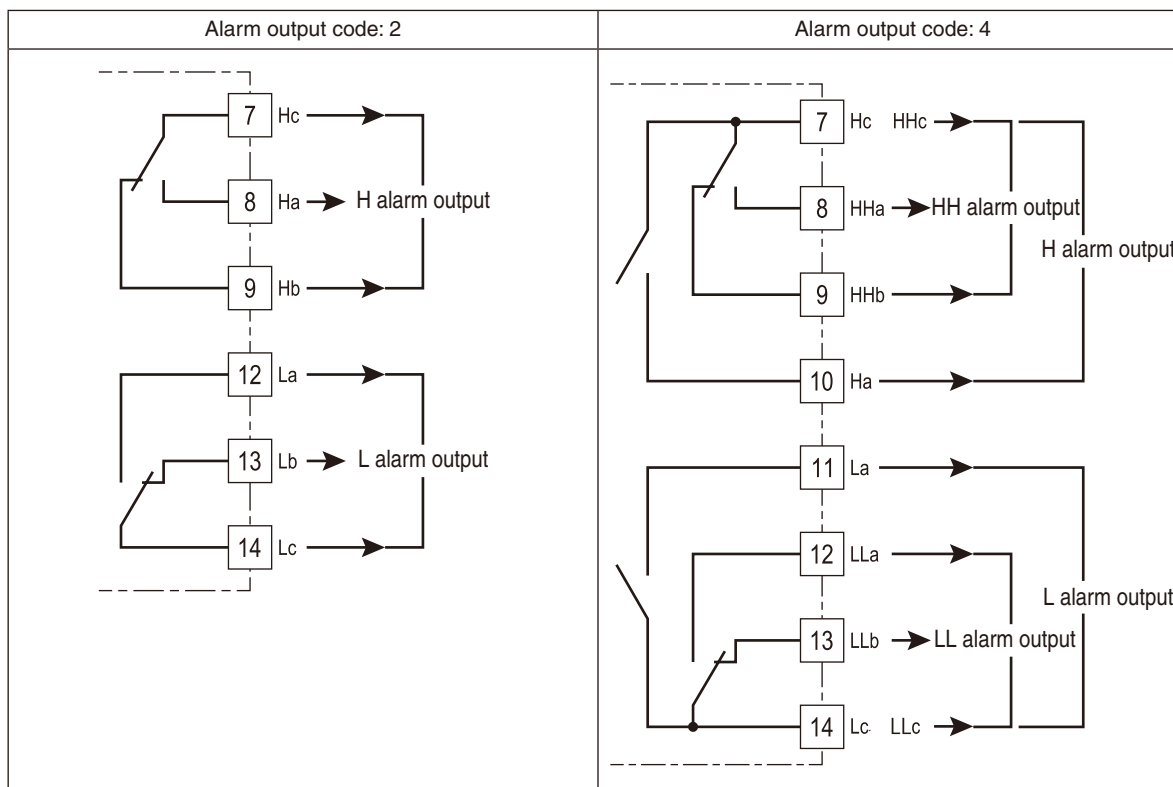 Alarm output code: 2
7 Hc
8 Ha H alarm output
9 Hb
12 La
13 Lb L alarm output
14 Lc
Alarm output code: 4
7 Hc HHc
8 HHa HH alarm output
H alarm output
9 HHb
10 Ha
11 La
12 LLa
L alarm output
13 LLb LL alarm output
14 Lc LLc